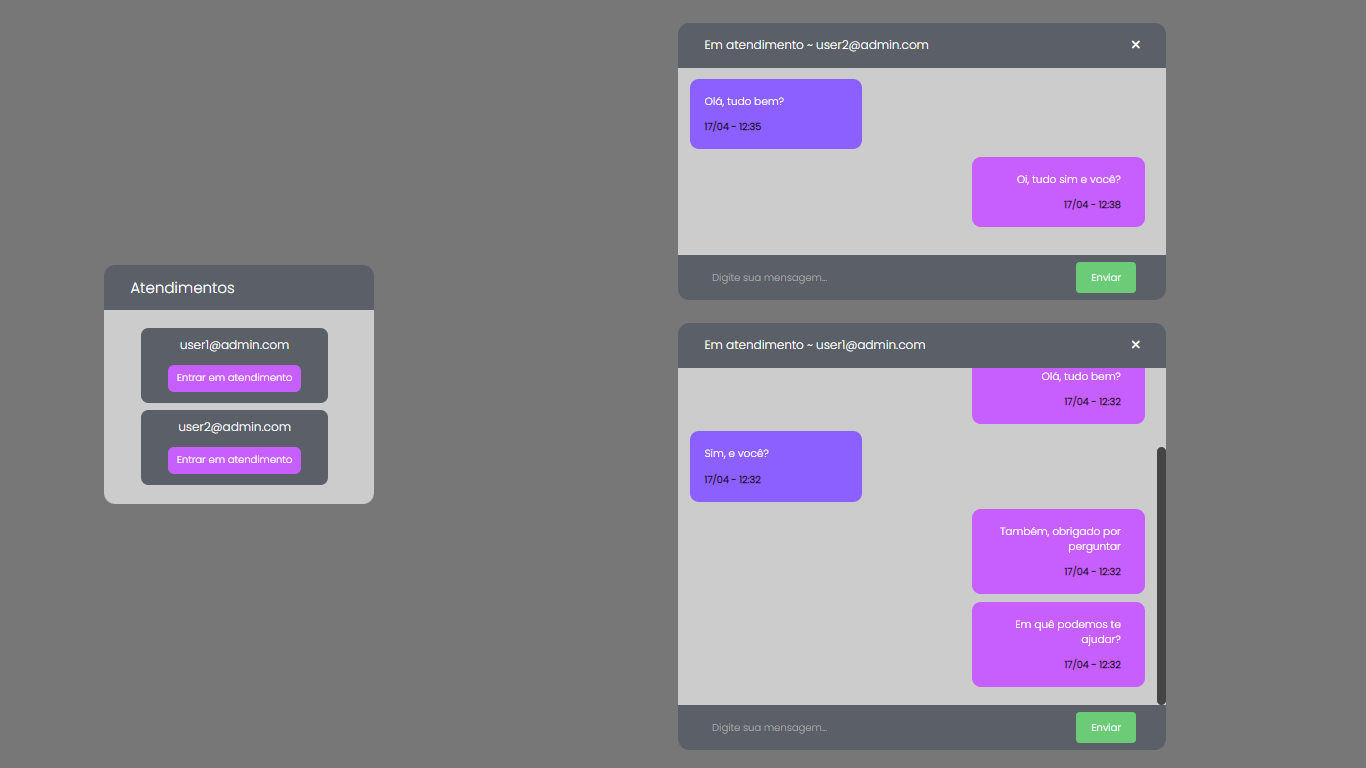 Atendimentos
user1@admin.com
Entrar em atendimento
user2@admin.com
Entrar em atendimento
Em atendimento ~ user2@admin.com
×
Olá, tudo bem?
17/04 - 12:35
Oi, tudo sim e você?
17/04 - 12:38
Digite sua mensagem...
Enviar
Em atendimento ~ user1@admin.com
×
Olá, tudo bem?
17/04 - 12:32
Sim, e você?
17/04 - 12:32
Também, obrigado por
perguntar
17/04 - 12:32
Em quê podemos te
ajudar?
17/04 - 12:32
Digite sua mensagem...
Enviar